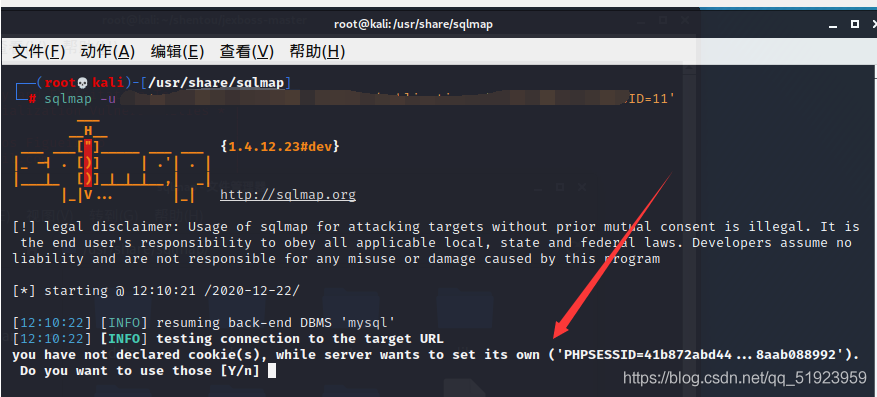 root@kali: /usr/share/sqlmap
文件(F) 动作(A) 编辑(E) 查看(V) 帮助(H)
(root💀kali)-[/usr/share/sqlmap]
# sqlmap -u ID=11'
{1.4.12.23#dev}
http://sqlmap.org
[!] legal disclaimer: Usage of sqlmap for attacking targets without prior mutual consent is illegal. It is
the end user's responsibility to obey all applicable local, state and federal laws. Developers assume no
liability and are not responsible for any misuse or damage caused by this program
[*] starting @ 12:10:21 /2020-12-22/
[12:10:22] [INFO] resuming back-end DBMS 'mysql'
[12:10:22] [INFO] testing connection to the target URL
you have not declared cookie(s), while server wants to set its own ('PHPSESSID=41b872abd44...8aab088992').
Do you want to use those [Y/n]
https://blog.csdn.net/qq_51923959